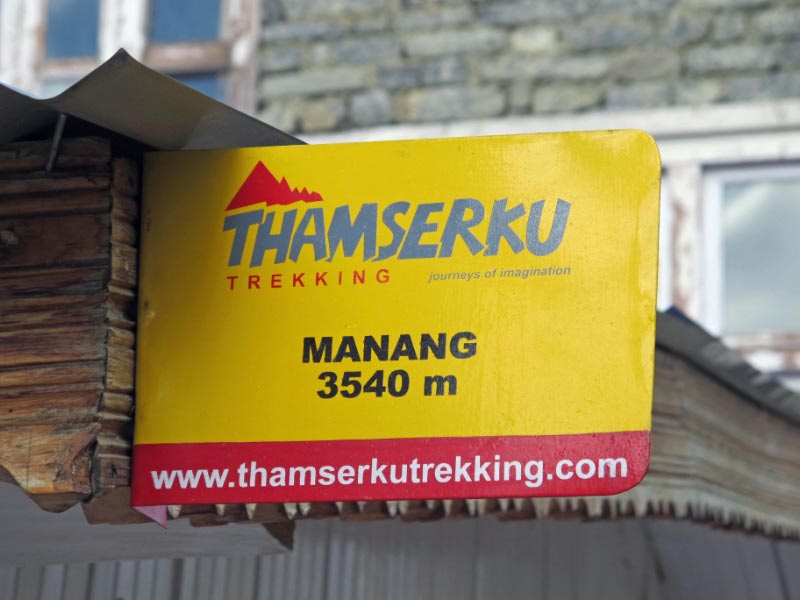 THAMSERKU
TREKKING journeys of imagination
MANANG
3540 m
www.thamserkutrekking.com